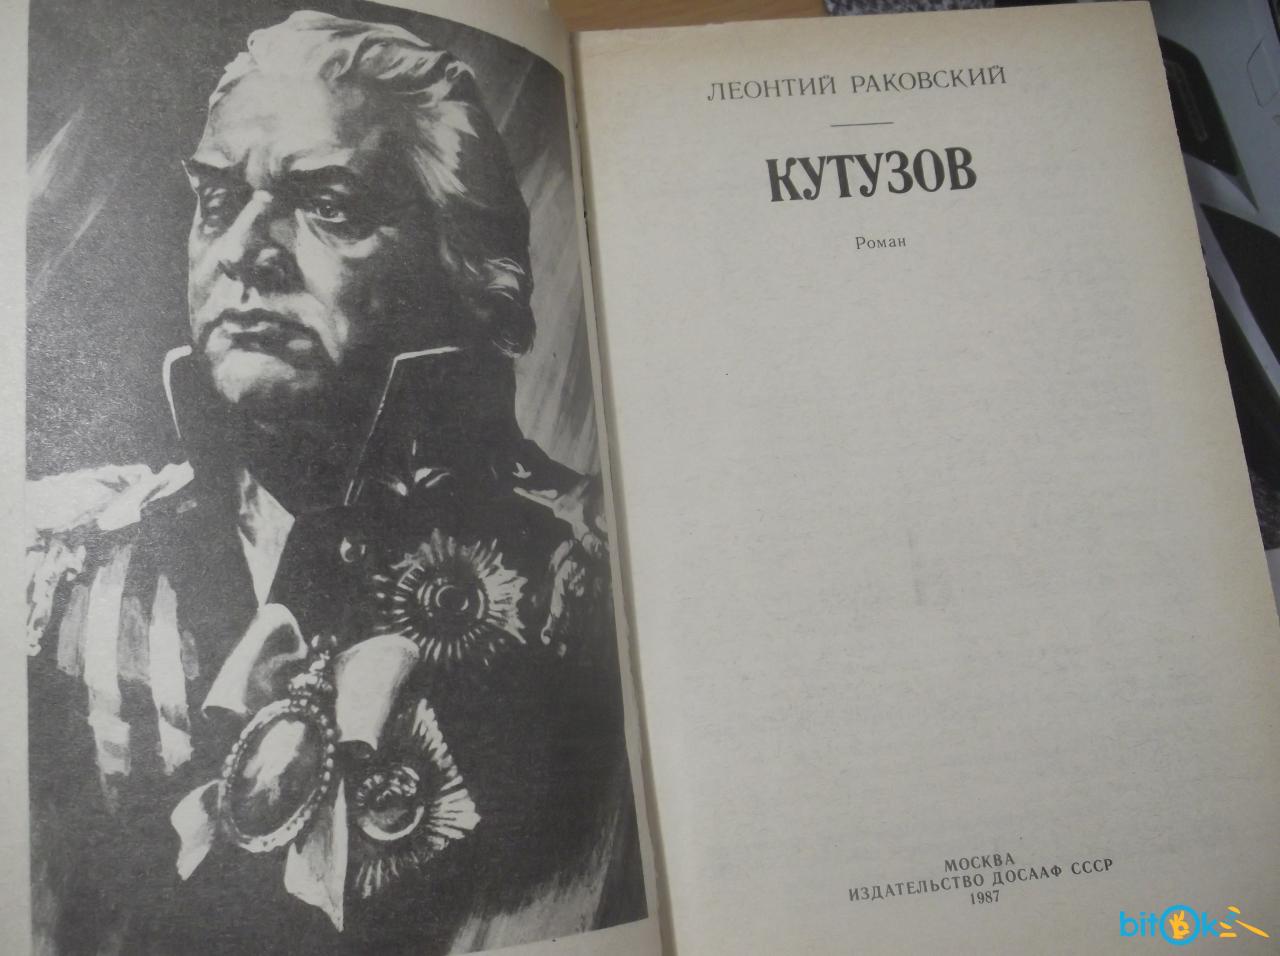 ЛЕОНТИЙ РАКОВСКИЙ
КУТУЗОВ
Роман
МОСКВА
ИЗДАТЕЛЬСТВО ДОСААФ СССР
1987
bitOk